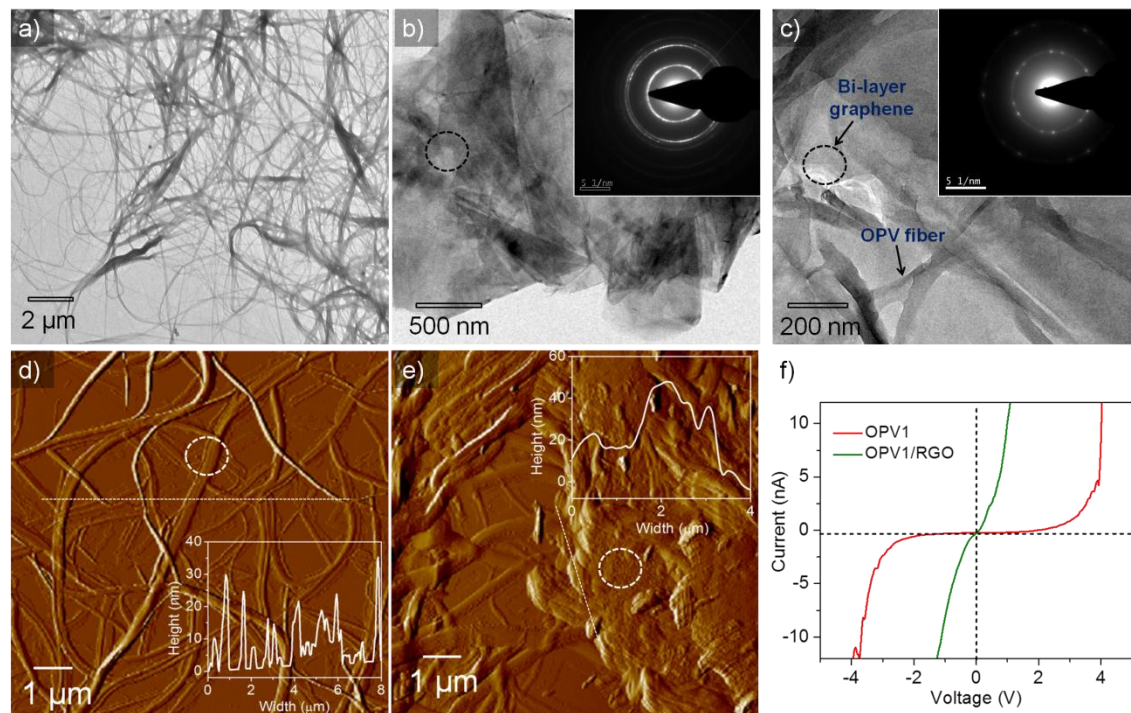 a)
2 μm
b)
5 1/nm
500 nm
c)
Bi-layer
graphene
OPV fiber
5 1/nm
200 nm
d)
40
30
20
10
0
Height (nm)
0 2 4 6 8
Width (μm)
1 μm
e)
60
40
20
0
Height (nm)
0 2 4
Width (μm)
1 μm
f)
OPV1
OPV1/RGO
10
5
0
-5
-10
Current (nA)
-4 -2 0 2 4
Voltage (V)